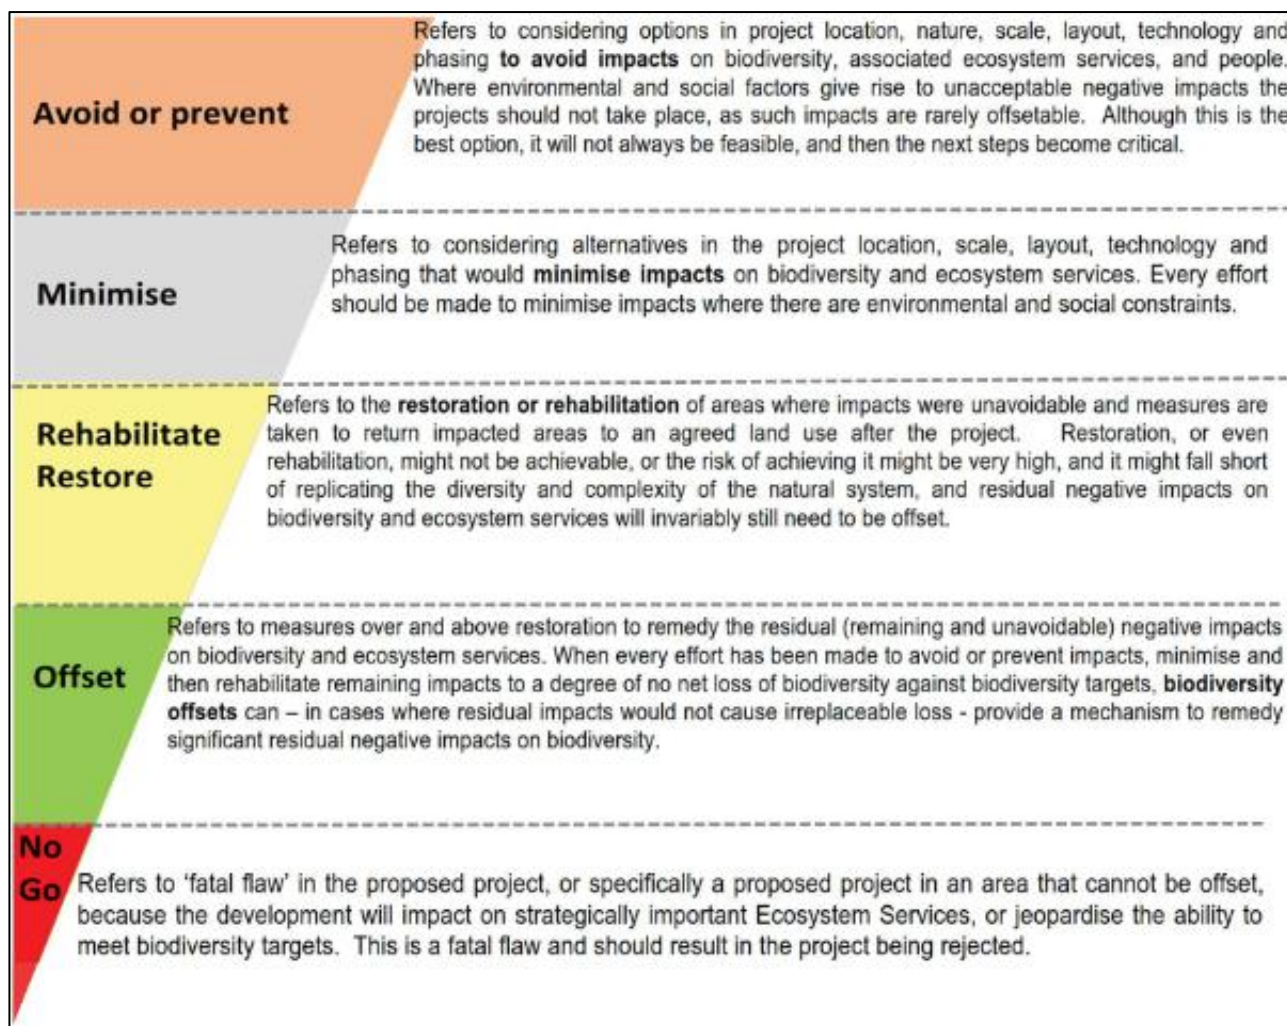 Avoid or prevent
Refers to considering options in project location, nature, scale, layout, technology and
phasing to avoid impacts on biodiversity, associated ecosystem services, and people.
Where environmental and social factors give rise to unacceptable negative impacts the
projects should not take place, as such impacts are rarely offsetable. Although this is the
best option, it will not always be feasible, and then the next steps become critical.
Minimise
Refers to considering alternatives in the project location, scale, layout, technology and
phasing that would minimise impacts on biodiversity and ecosystem services. Every effort
should be made to minimise impacts where there are environmental and social constraints.
Rehabilitate
Restore
Refers to the restoration or rehabilitation of areas where impacts were unavoidable and measures are
taken to return impacted areas to an agreed land use after the project. Restoration, or even
rehabilitation, might not be achievable, or the risk of achieving it might be very high, and it might fall short
of replicating the diversity and complexity of the natural system, and residual negative impacts on
biodiversity and ecosystem services will invariably still need to be offset.
Offset
Refers to measures over and above restoration to remedy the residual (remaining and unavoidable) negative impacts
on biodiversity and ecosystem services. When every effort has been made to avoid or prevent impacts, minimise and
then rehabilitate remaining impacts to a degree of no net loss of biodiversity against biodiversity targets, biodiversity
offsets can – in cases where residual impacts would not cause irreplaceable loss - provide a mechanism to remedy
significant residual negative impacts on biodiversity.
No
Go
Refers to ‘fatal flaw’ in the proposed project, or specifically a proposed project in an area that cannot be offset,
because the development will impact on strategically important Ecosystem Services, or jeopardise the ability to
meet biodiversity targets. This is a fatal flaw and should result in the project being rejected.